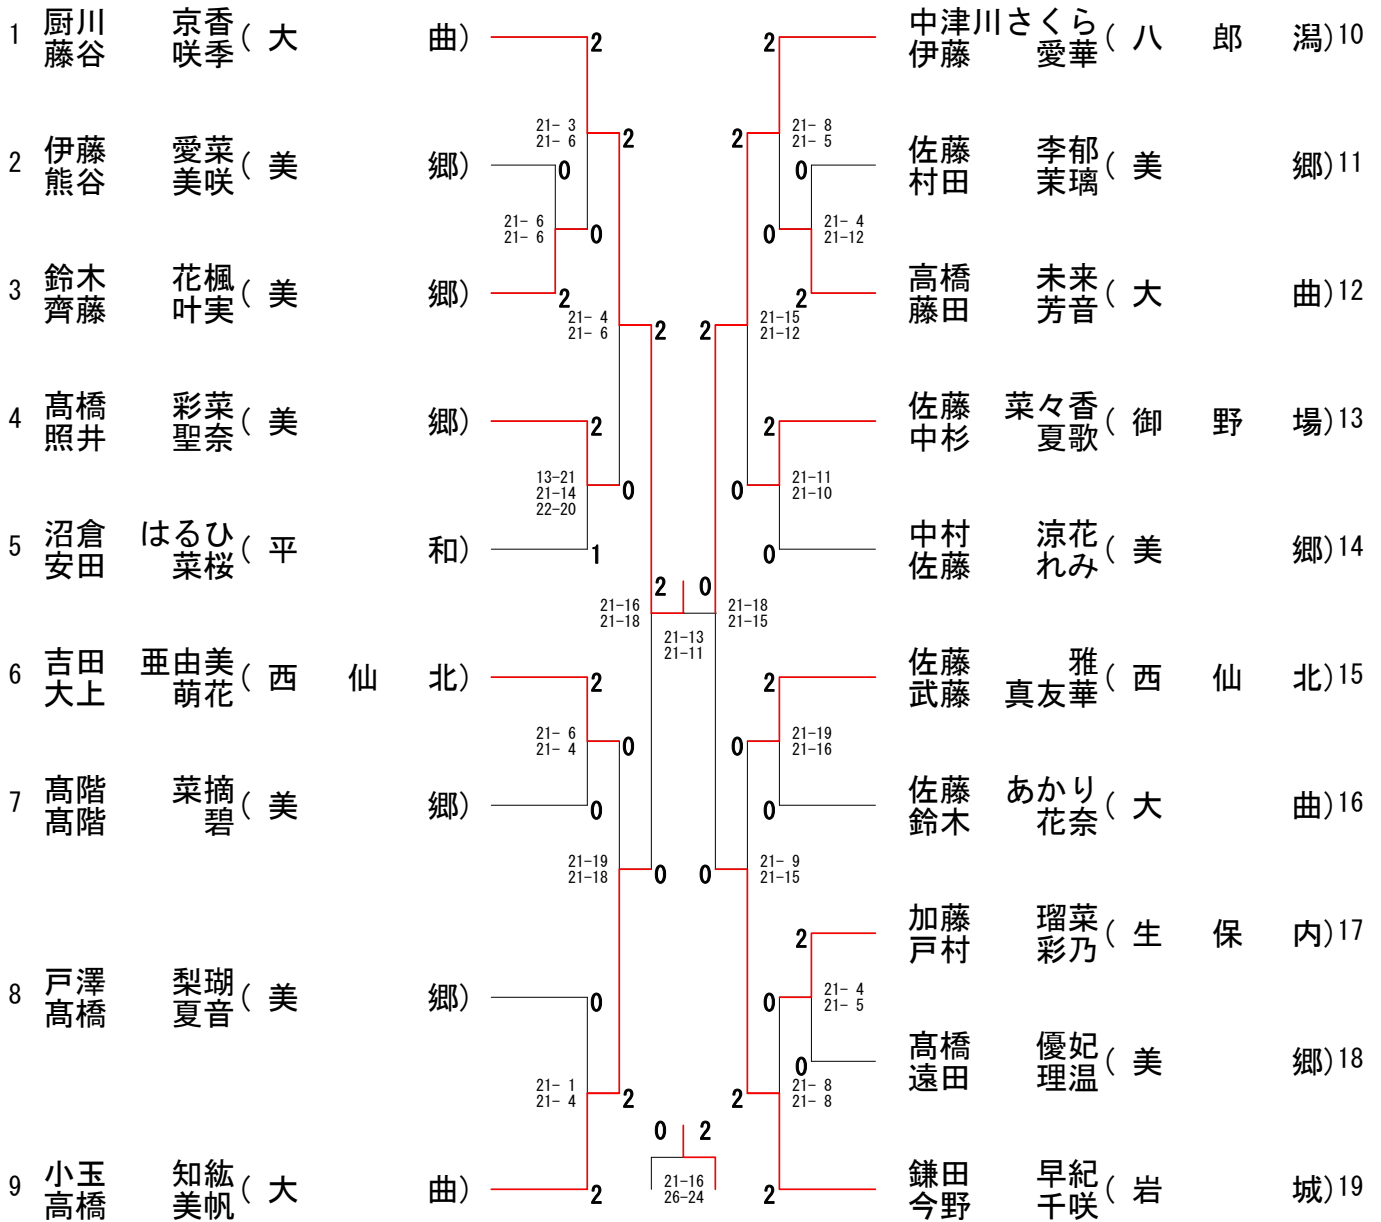 1 厨川 京香 ( 大 曲 )
藤谷 咲季
2 伊藤 愛菜 ( 美 郷 )
熊谷 美咲
3 鈴木 花楓 ( 美 郷 )
齊藤 叶実
4 髙橋 彩菜 ( 美 郷 )
照井 聖奈
5 沼倉 はるひ ( 平 和 )
安田 菜桜
6 吉田 亜由美 ( 西 仙 北 )
大上 萌花
7 髙階 菜摘 ( 美 郷 )
髙階 碧
8 戸澤 梨瑚 ( 美 郷 )
髙橋 夏音
9 小玉 知紘 ( 大 曲 )
高橋 美帆
2
21- 3
21- 6
2
0
21- 6
21- 6
0
2
21- 4
21- 6
2
2
13-21
21-14
22-20
0
1
21-16
21-18
2 0
21-13
21-11
2
21- 6
21- 4
0
0
21-19
21-18
0
0
21- 1
21- 4
2
2
0 2
21-16
26-24
2
21- 8
21- 5
2
0
21- 4
21-12
0
2
21-15
21-12
2
2
21-11
21-10
0
0
21-18
21-15
2
21-19
21-16
0
0
21- 9
21-15
0
2
21- 4
21- 5
0
0
21- 8
21- 8
2
2
中津川さくら ( 八 郎 潟 ) 10
伊藤 愛華
佐藤 李郁 ( 美 郷 ) 11
村田 茉璃
高橋 未来 ( 大 曲 ) 12
藤田 芳音
佐藤 菜々香 ( 御 野 場 ) 13
中杉 夏歌
中村 涼花 ( 美 郷 ) 14
佐藤 れみ
佐藤 雅 ( 西 仙 北 ) 15
武藤 真友華
佐藤 あかり ( 大 曲 ) 16
鈴木 花奈
加藤 瑠菜 ( 生 保 内 ) 17
戸村 彩乃
髙橋 優妃 ( 美 郷 ) 18
遠田 理温
鎌田 早紀 ( 岩 城 ) 19
今野 千咲